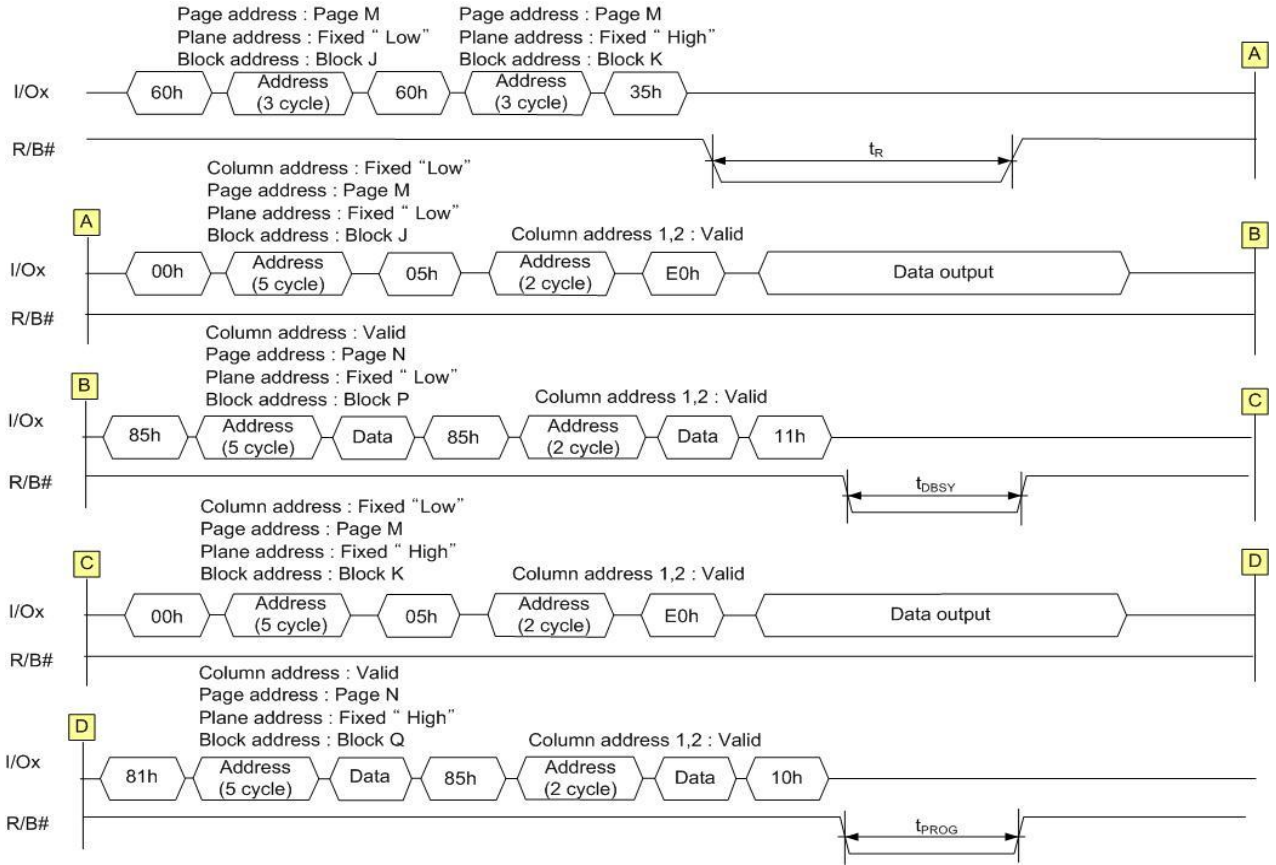 Page address : Page M
Plane address : Fixed “ Low”
Block address : Block J
Page address : Page M
Plane address : Fixed “ High”
Block address : Block K
A
I/Ox
60h
Address
(3 cycle)
60h
Address
(3 cycle)
35h
R/B#
tR
Column address : Fixed “Low”
Page address : Page M
Plane address : Fixed “ Low”
Block address : Block J
Column address 1,2 : Valid
A
B
I/Ox
00h
Address
(5 cycle)
05h
Address
(2 cycle)
E0h
Data output
R/B#
Column address : Valid
Page address : Page N
Plane address : Fixed “ Low”
Block address : Block P
Column address 1,2 : Valid
B
C
I/Ox
85h
Address
(5 cycle)
Data
85h
Address
(2 cycle)
Data
11h
R/B#
tDBSY
Column address : Fixed “Low”
Page address : Page M
Plane address : Fixed “ High”
Block address : Block K
Column address 1,2 : Valid
C
D
I/Ox
00h
Address
(5 cycle)
05h
Address
(2 cycle)
E0h
Data output
R/B#
Column address : Valid
Page address : Page N
Plane address : Fixed “ High”
Block address : Block Q
Column address 1,2 : Valid
D
I/Ox
81h
Address
(5 cycle)
Data
85h
Address
(2 cycle)
Data
10h
R/B#
tPROG